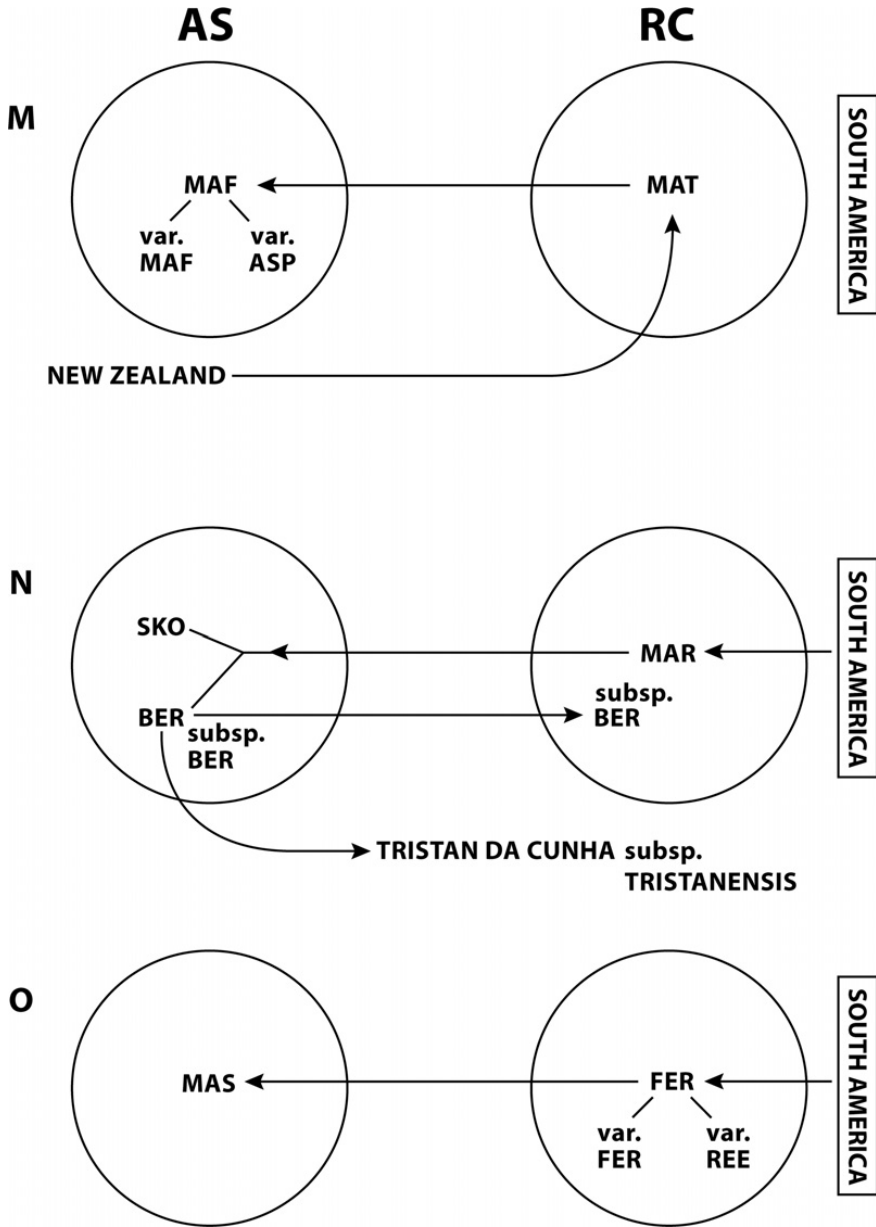 AS
RC
M
MAF
var.
MAF
var.
ASP
MAT
SOUTH AMERICA
NEW ZEALAND
N
SKO
BER
subsp.
BER
MAR
subsp.
BER
SOUTH AMERICA
TRISTAN DA CUNHA subsp.
TRISTANENSIS
O
MAS
FER
var.
FER
var.
REE
SOUTH AMERICA